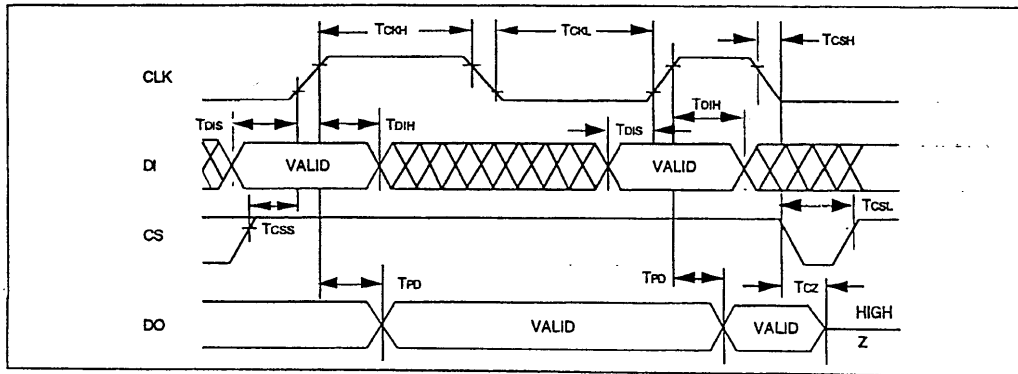 TCKH
TCKL
TCSH
CLK
TDIS
TDIH
TDIS
TDIH
DI
VALID
VALID
TCSS
TCSL
CS
TPD
TPD
TCZ
DO
VALID
VALID
HIGH
Z